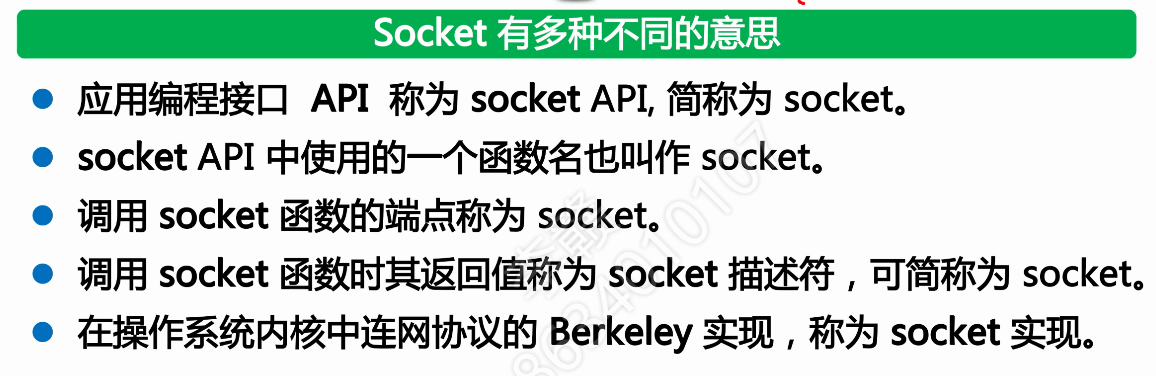 Socket 有多种不同的意思
应用编程接口 API 称为 socket API, 简称为 socket。
socket API 中使用的一个函数名也叫作 socket。
调用 socket 函数的端点称为 socket。
调用 socket 函数时其返回值称为 socket 描述符，可简称为 socket。
在操作系统内核中连网协议的 Berkeley 实现，称为 socket 实现。